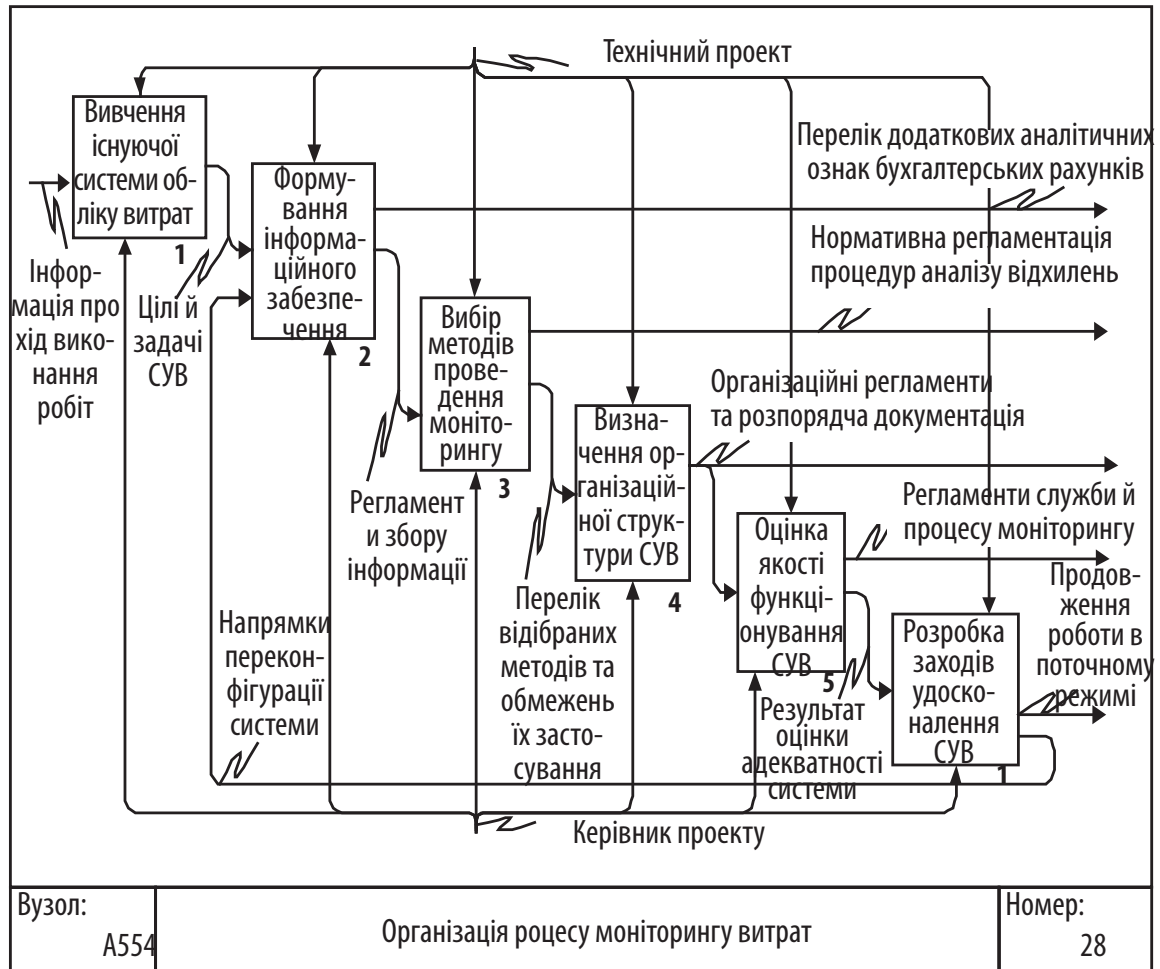 Технічний проект
Вивчення
існуючої
системи об-
ліку витрат
1
Інфор-
мація про
хід вико-
нання
робіт
Цілі й
задачі
СУВ
Форму-
вання
інформа-
ційного
забезпе-
чення
2
Перелік додаткових аналітичних
ознак бухгалтерських рахунків
Нормативна регламентація
процедур аналізу відхилень
Вибір
методів
прове-
дення
моніто-
рингу
3
Регламент
и збору
інформації
Організаційні регламенти
та розпорядча документація
Визна-
чення ор-
ганізацій-
ної струк-
тури СУВ
4
Перелік
відібраних
методів та
обмежень
їх засто-
сування
Регламенти служби й
процесу моніторингу
Оцінка
якості
функці-
онування
СУВ
5
Результат
оцінки
адекватності
системи
Продов-
ження
роботи в
поточному
режимі
Розробка
заходів
удоско-
налення
СУВ
1
Напрямки
перекон-
фігурації
системи
Керівник проекту
Вузол:
А554
Організація роцесу моніторингу витрат
Номер:
28